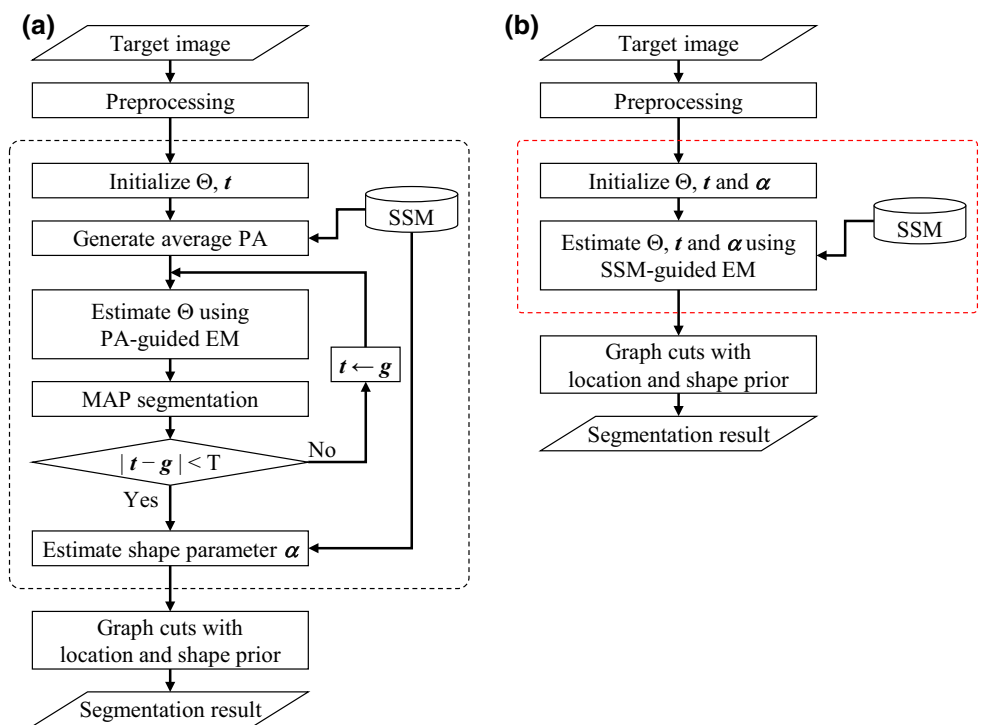 (a)
Target image
Preprocessing
Initialize Θ, t
SSM
Generate average PA
Estimate Θ using
PA-guided EM
t ← g
MAP segmentation
| t − g | < T
No
Yes
Estimate shape parameter α
Graph cuts with
location and shape prior
Segmentation result
(b)
Target image
Preprocessing
Initialize Θ, t and α
SSM
Estimate Θ, t and α using
SSM-guided EM
Graph cuts with
location and shape prior
Segmentation result